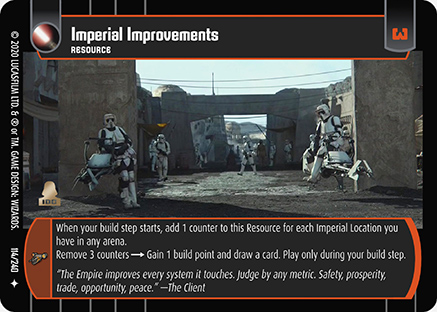 Imperial Improvements
RESOURCE
When your build step starts, add 1 counter to this Resource for each Imperial Location you
have in any arena.
Remove 3 counters → Gain 1 build point and draw a card. Play only during your build step.
"The Empire improves every system it touches. Judge by any metric. Safety, prosperity,
trade, opportunity, peace." —The Client
© 2020 LUCASFILM LTD. & ® or TM. GAME DESIGN: WIZARDS.
114/240